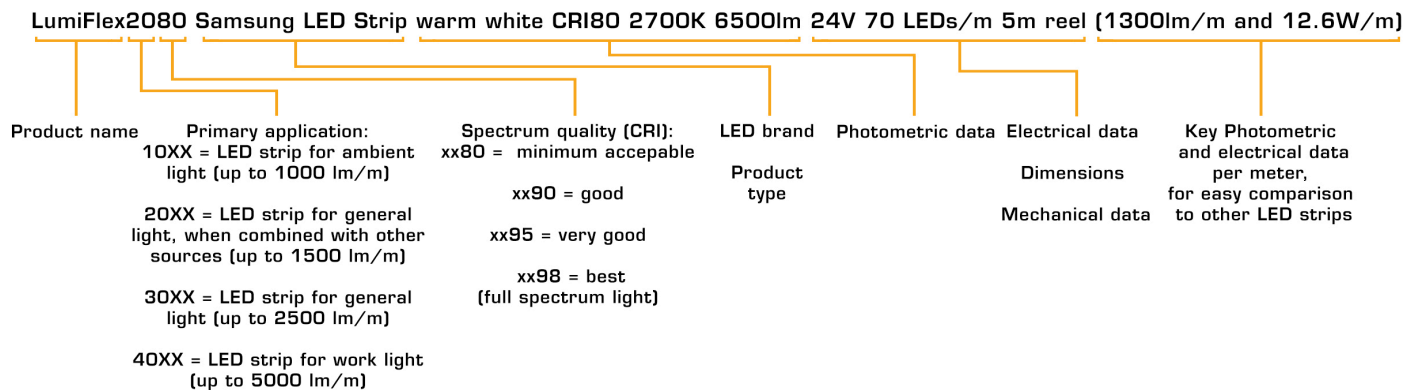 LumiFlex2080 Samsung LED Strip warm white CRI80 2700K 6500lm 24V 70 LEDs/m 5m reel (1300lm/m and 12.6W/m)
Product name
Primary application:
10XX = LED strip for ambient
light (up to 1000 lm/m)
20XX = LED strip for general
light, when combined with other
sources (up to 1500 lm/m)
30XX = LED strip for general
light (up to 2500 lm/m)
40XX = LED strip for work light
(up to 5000 lm/m)
Spectrum quality (CRI):
xx80 = minimum accepable
xx90 = good
xx95 = very good
xx98 = best
(full spectrum light)
LED brand
Product
type
Photometric data
Electrical data
Dimensions
Mechanical data
Key Photometric
and electrical data
per meter,
for easy comparison
to other LED strips